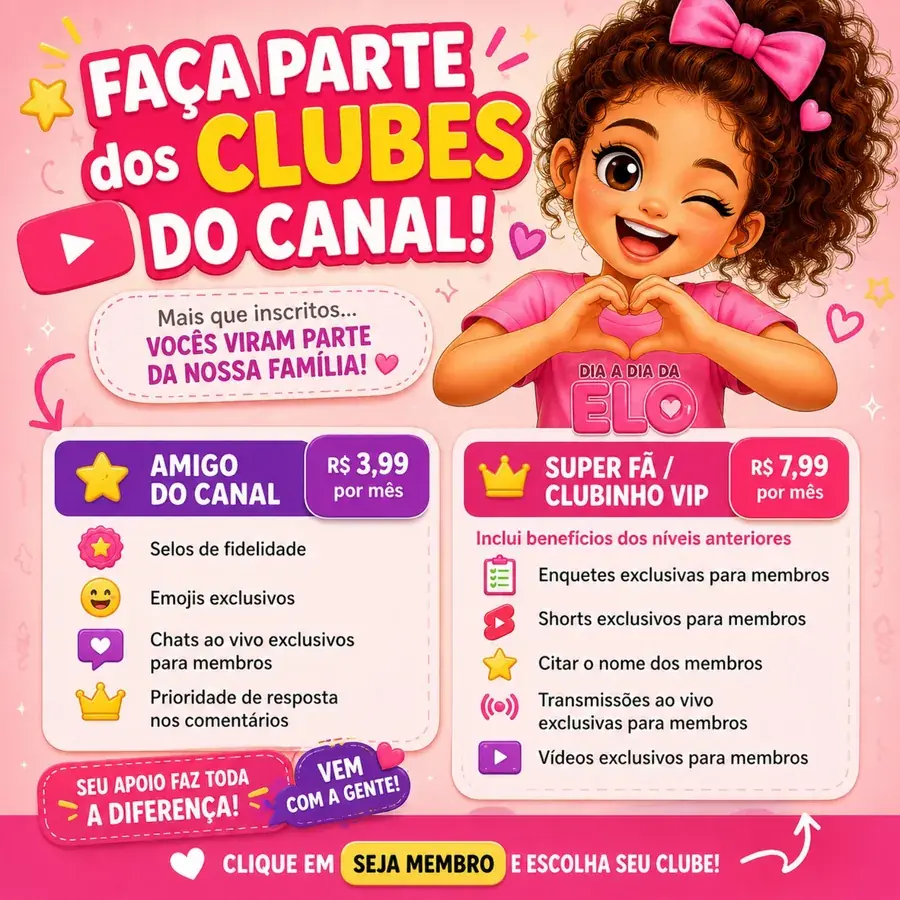 FAÇA PARTE
dos CLUBES
DO CANAL!
Mais que inscritos...
VOCÊS VIRAM PARTE
DA NOSSA FAMÍLIA!
DIA A DIA DA
ELO
AMIGO
DO CANAL
R$ 3,99
por mês
Selos de fidelidade
Emojis exclusivos
Chats ao vivo exclusivos
para membros
Prioridade de resposta
nos comentários
SUPER FÃ /
CLUBINHO VIP
R$ 7,99
por mês
Inclui benefícios dos níveis anteriores
Enquetes exclusivas para membros
Shorts exclusivos para membros
Citar o nome dos membros
Transmissões ao vivo
exclusivas para membros
Vídeos exclusivos para membros
SEU APOIO FAZ TODA
A DIFERENÇA!
VEM
COM A GENTE!
CLIQUE EM SEJA MEMBRO E ESCOLHA SEU CLUBE!